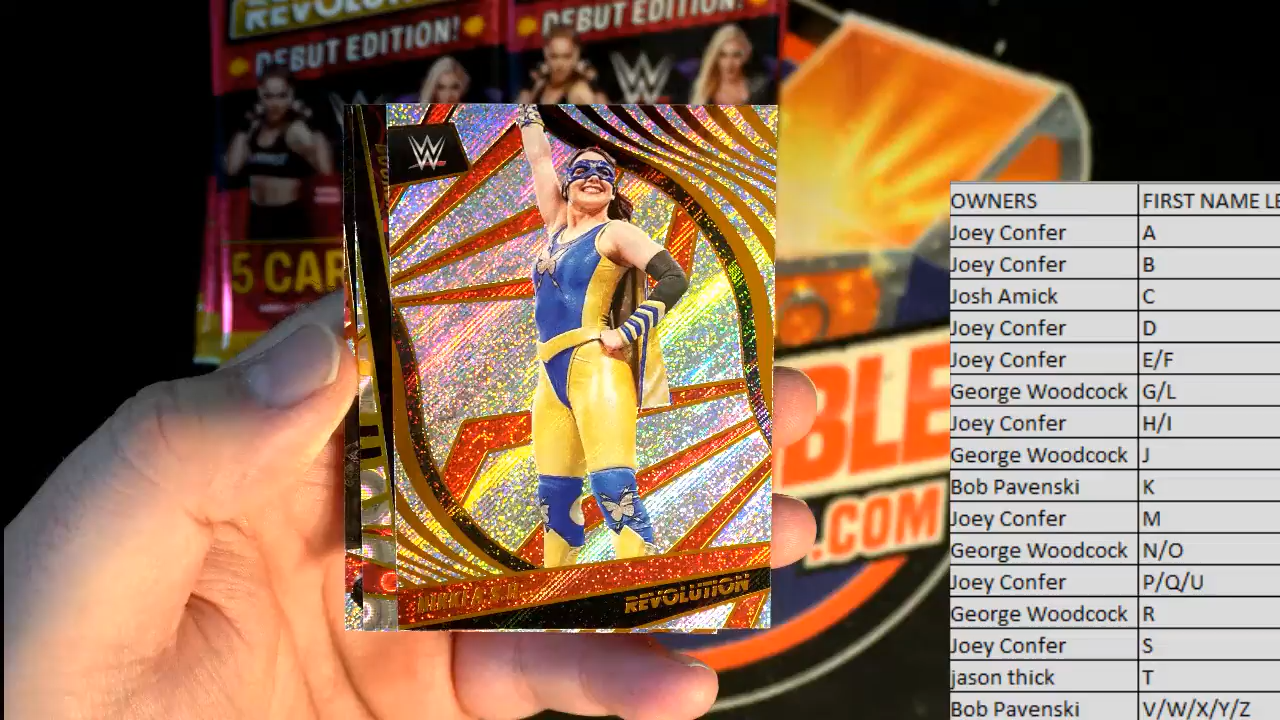 REVOLUTION
DEBUT EDITION!
DEBUT EDITION!
W
5 CAR
W
NIKKI A.S.H.
REVOLUTION
BLE
.COM
OWNERS FIRST NAME LE
Joey Confer A
Joey Confer B
Josh Amick C
Joey Confer D
Joey Confer E/F
George Woodcock G/L
Joey Confer H/I
George Woodcock J
Bob Pavenski K
Joey Confer M
George Woodcock N/O
Joey Confer P/Q/U
George Woodcock R
Joey Confer S
jason thick T
Bob Pavenski V/W/X/Y/Z